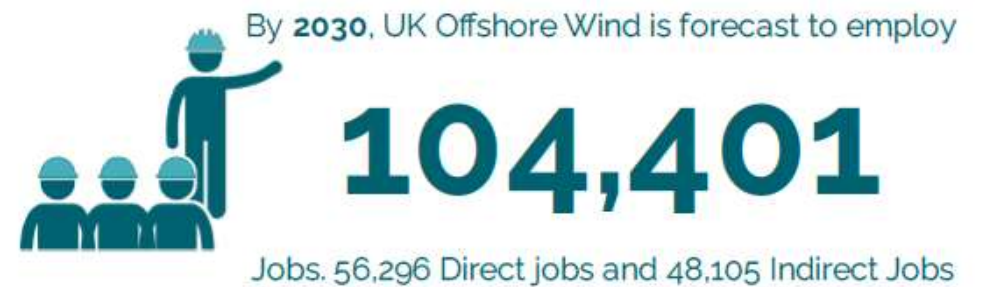 By 2030, UK Offshore Wind is forecast to employ
104,401
Jobs. 56,296 Direct jobs and 48,105 Indirect Jobs